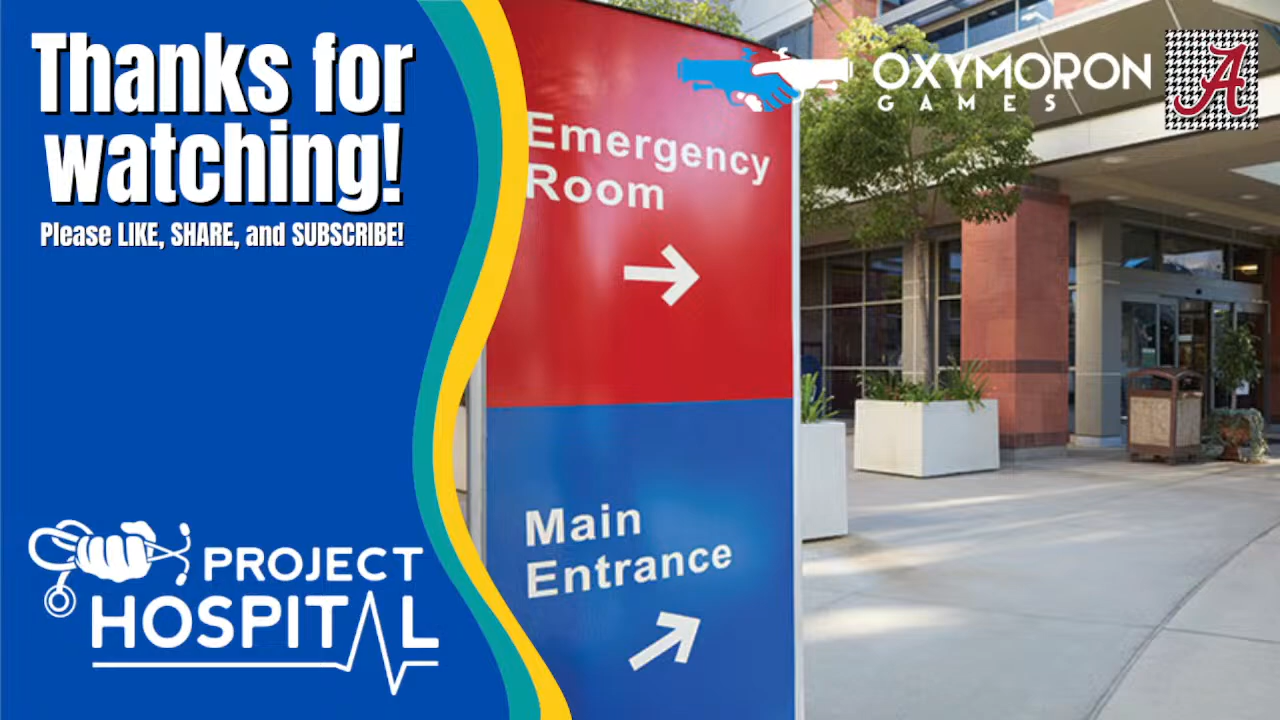 Thanks for
watching!
Please LIKE, SHARE, and SUBSCRIBE!
PROJECT
HOSPITAL
Emergency
Room
Main
Entrance
OXYMORON
GAMES
A